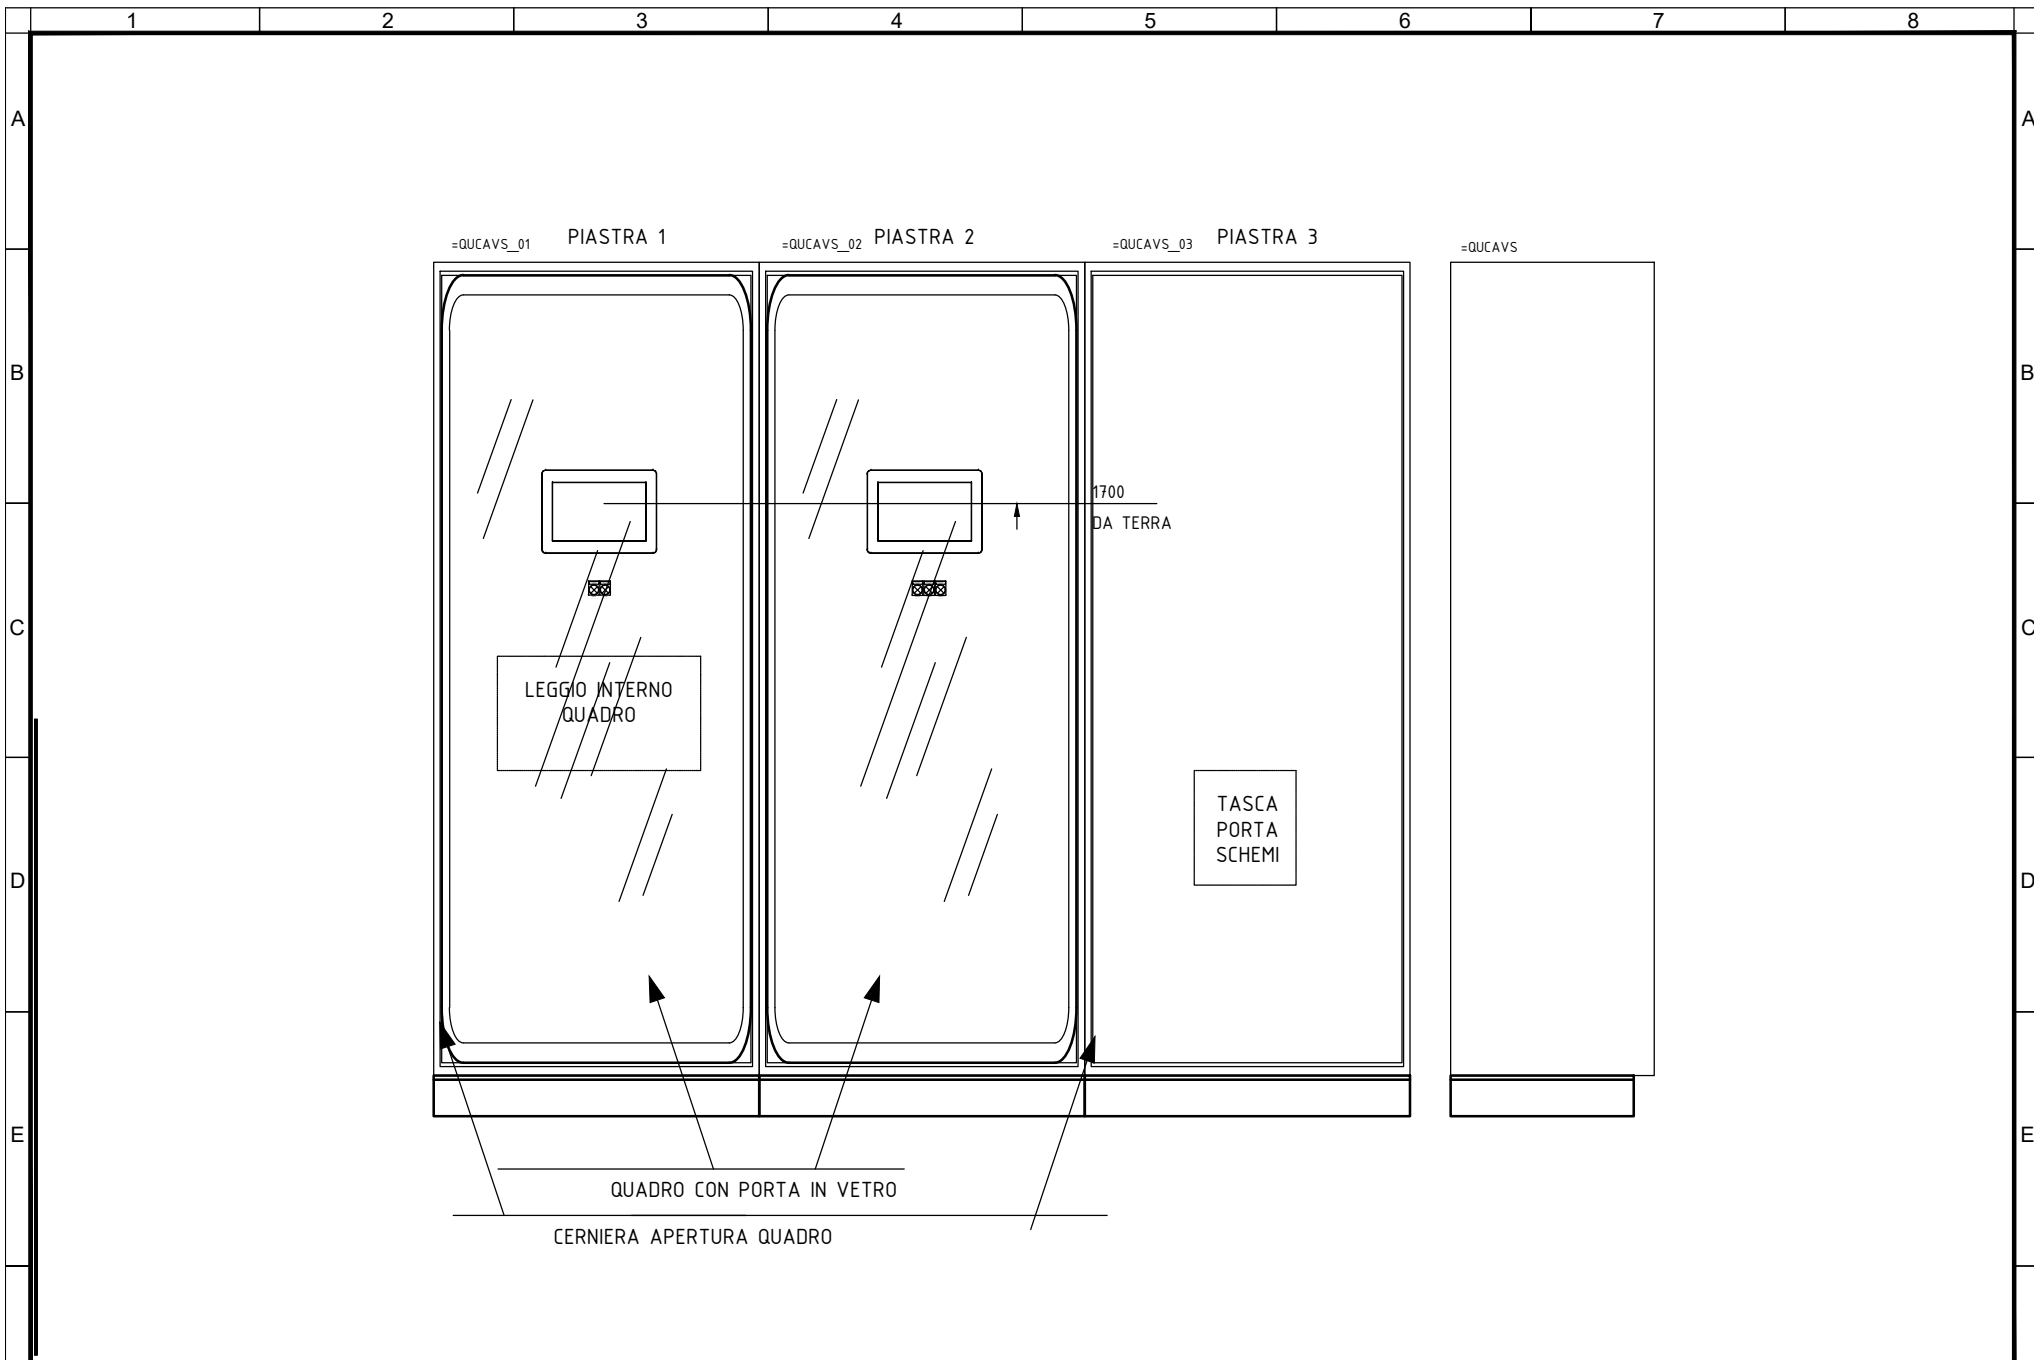 1 2 3 4 5 6 7 8
A A
=QUCAVS_01 PIASTRA 1 =QUCAVS_02 PIASTRA 2 =QUCAVS_03 PIASTRA 3 =QUCAVS
B B
1700
DA TERRA
C C
LEGGIO INTERNO
QUADRO
TASCA
PORTA
SCHEMI
D D
E E
QUADRO CON PORTA IN VETRO
CERNIERA APERTURA QUADRO